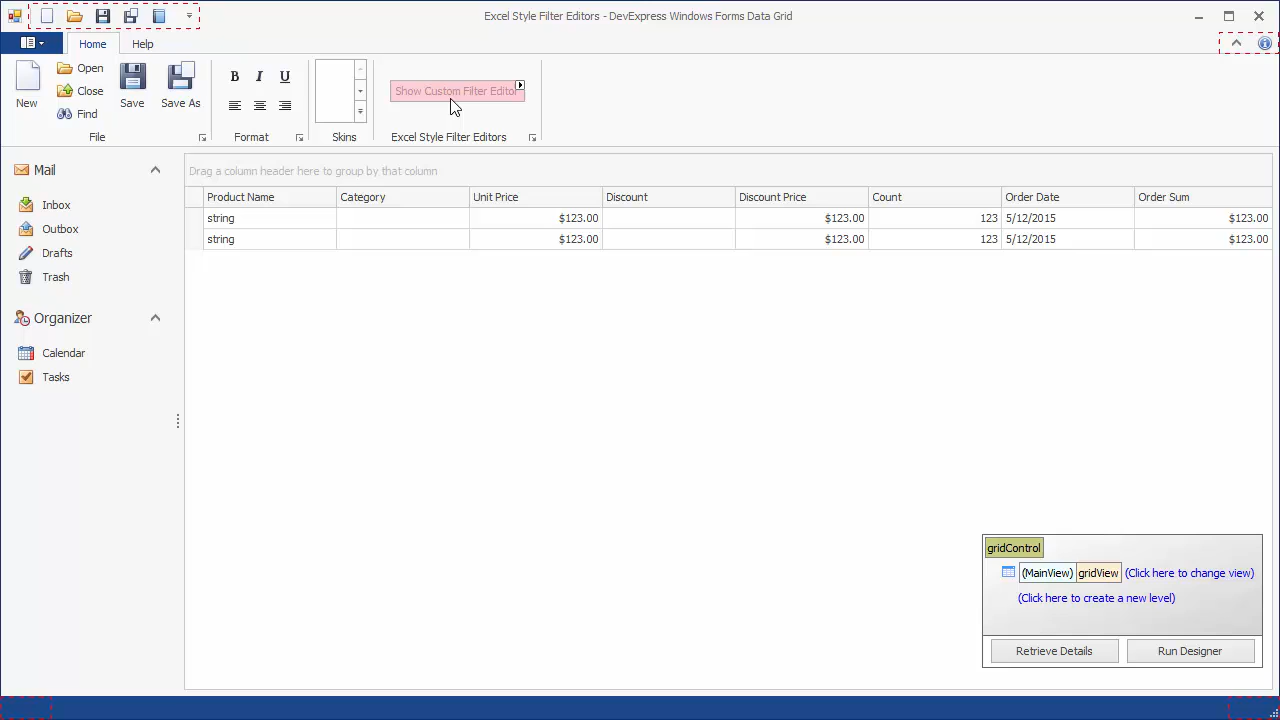 Excel Style Filter Editors - DevExpress Windows Forms Data Grid
Home Help
New
Open
Close
Find
Save
Save As
B I U
Show Custom Filter Editor
File Format Skins Excel Style Filter Editors
Mail
Inbox
Outbox
Drafts
Trash
Organizer
Calendar
Tasks
Drag a column header here to group by that column
Product Name Category Unit Price Discount Discount Price Count Order Date Order Sum
string $123.00 $123.00 123 5/12/2015 $123.00
string $123.00 $123.00 123 5/12/2015 $123.00
gridControl
(MainView) gridView (Click here to change view)
(Click here to create a new level)
Retrieve Details Run Designer